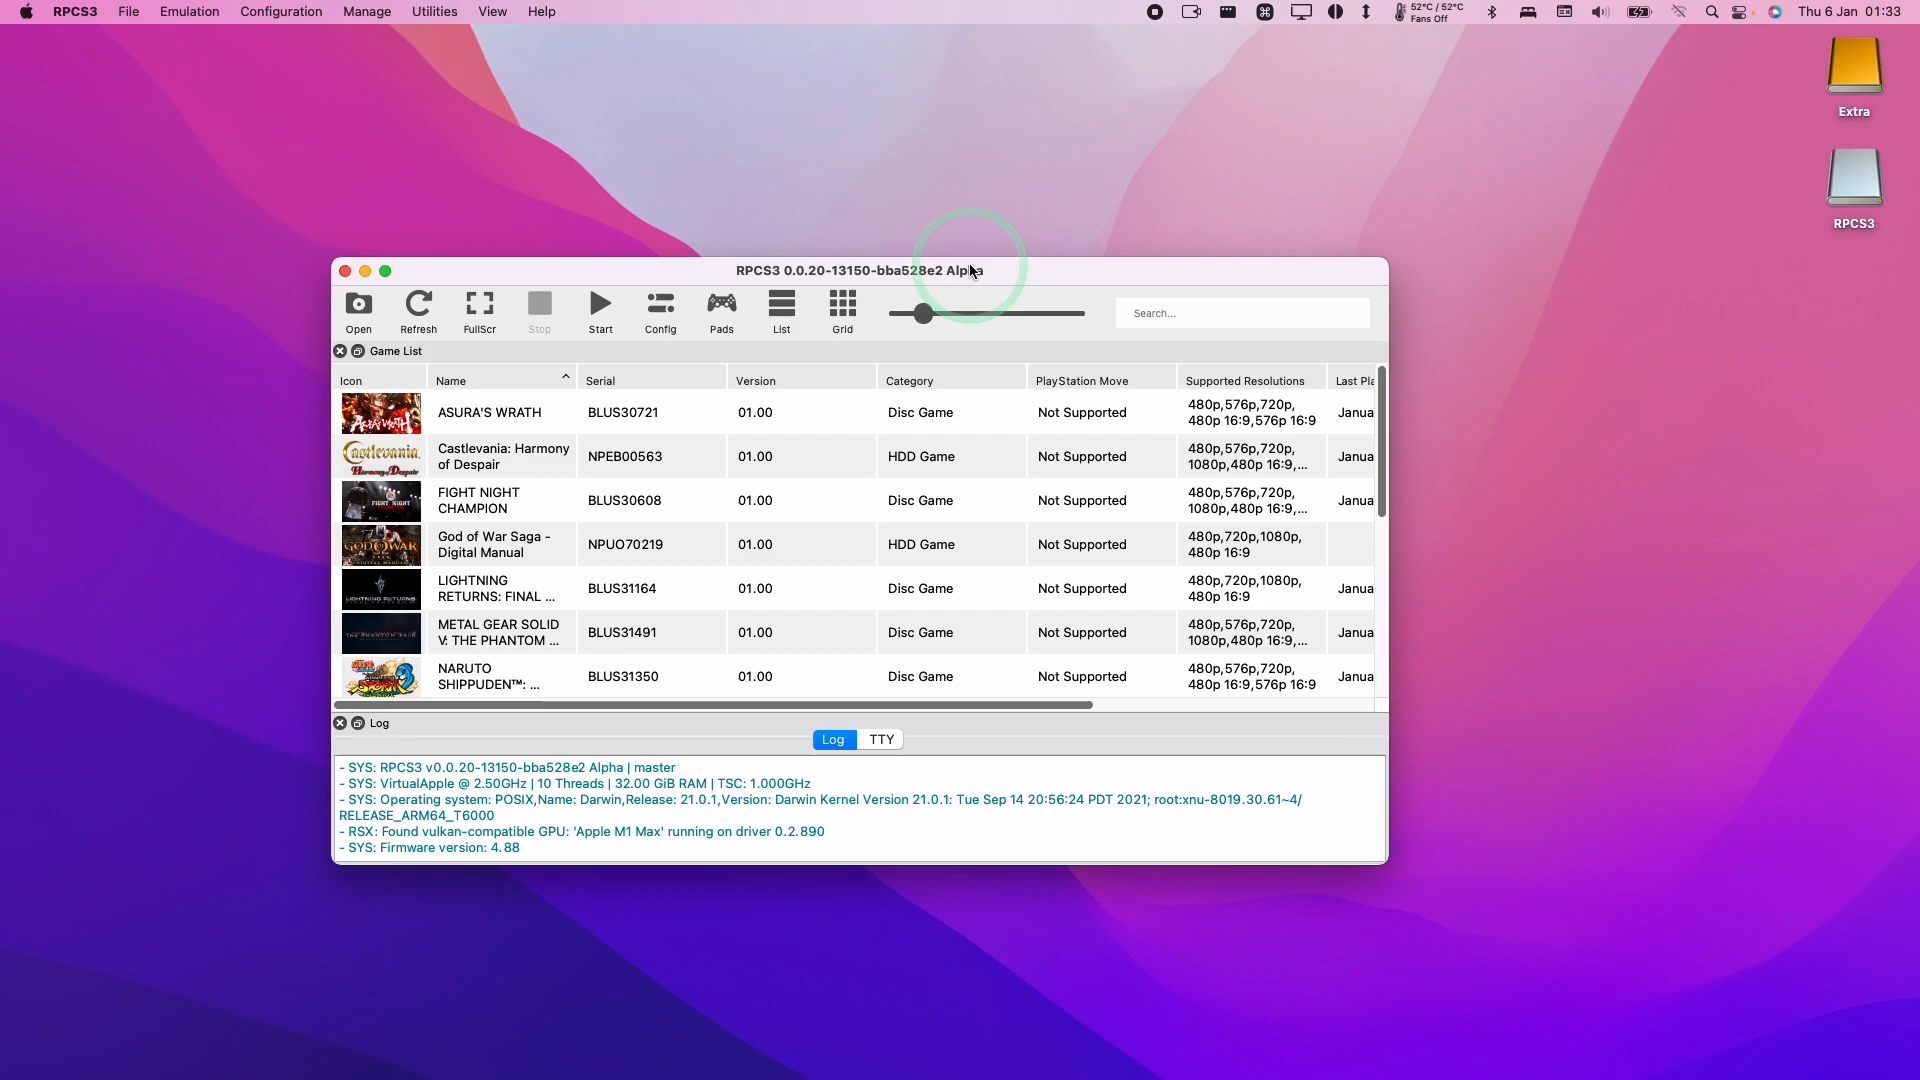 RPCS3 File Emulation Configuration Manage Utilities View Help
52°C / 52°C
Fans Off
Thu 6 Jan 01:33
Extra
RPCS3
RPCS3 0.0.20-13150-bba528e2 Alpha
Open Refresh FullScr Stop Start Config Pads List Grid
Search...
Game List
Icon Name Serial Version Category PlayStation Move Supported Resolutions Last Pla
ASURA'S WRATH BLUS30721 01.00 Disc Game Not Supported 480p,576p,720p, Janua
480p 16:9,576p 16:9
Castlevania: Harmony NPEB00563 01.00 HDD Game Not Supported 480p,576p,720p, Janua
of Despair 1080p,480p 16:9,...
FIGHT NIGHT BLUS30608 01.00 Disc Game Not Supported 480p,576p,720p, Janua
CHAMPION 1080p,480p 16:9,...
God of War Saga - NPUO70219 01.00 HDD Game Not Supported 480p,720p,1080p,
Digital Manual 480p 16:9
LIGHTNING BLUS31164 01.00 Disc Game Not Supported 480p,720p,1080p, Janua
RETURNS: FINAL ... 480p 16:9
METAL GEAR SOLID BLUS31491 01.00 Disc Game Not Supported 480p,576p,720p, Janua
V: THE PHANTOM ... 1080p,480p 16:9,...
NARUTO BLUS31350 01.00 Disc Game Not Supported 480p,576p,720p, Janua
SHIPPUDEN™: ... 480p 16:9,576p 16:9
Log
Log TTY
- SYS: RPCS3 v0.0.20-13150-bba528e2 Alpha | master
- SYS: VirtualApple @ 2.50GHz | 10 Threads | 32.00 GiB RAM | TSC: 1.000GHz
- SYS: Operating system: POSIX,Name: Darwin,Release: 21.0.1,Version: Darwin Kernel Version 21.0.1: Tue Sep 14 20:56:24 PDT 2021; root:xnu-8019.30.61~4/
RELEASE_ARM64_T6000
- RSX: Found vulkan-compatible GPU: 'Apple M1 Max' running on driver 0.2.890
- SYS: Firmware version: 4.88